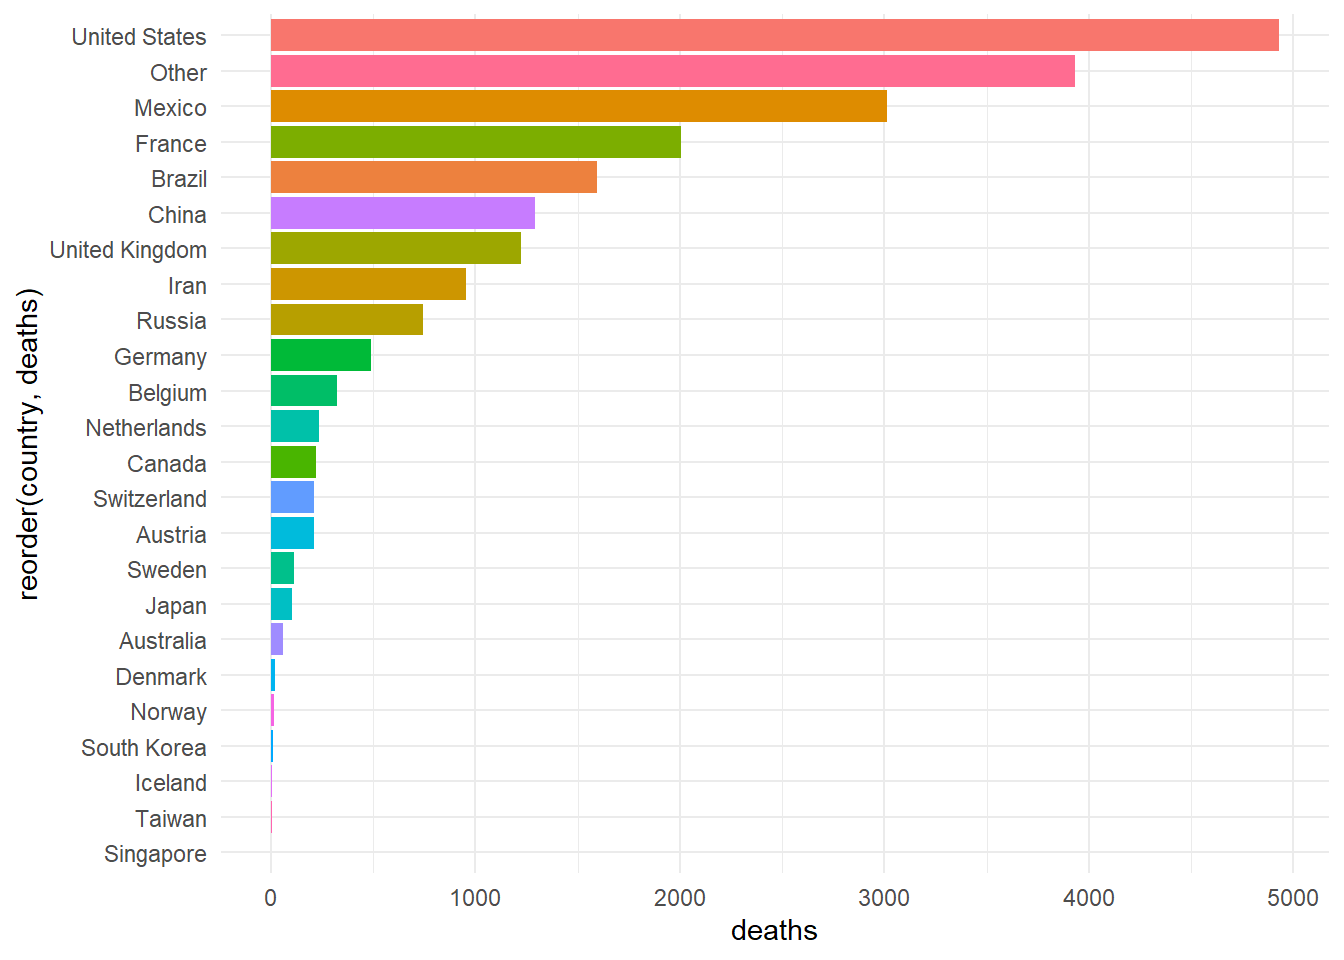 United States
Other
Mexico
France
Brazil
China
United Kingdom
Iran
Russia
Germany
Belgium
Netherlands
Canada
Switzerland
Austria
Sweden
Japan
Australia
Denmark
Norway
South Korea
Iceland
Taiwan
Singapore
reorder(country, deaths)
0 1000 2000 3000 4000 5000
deaths